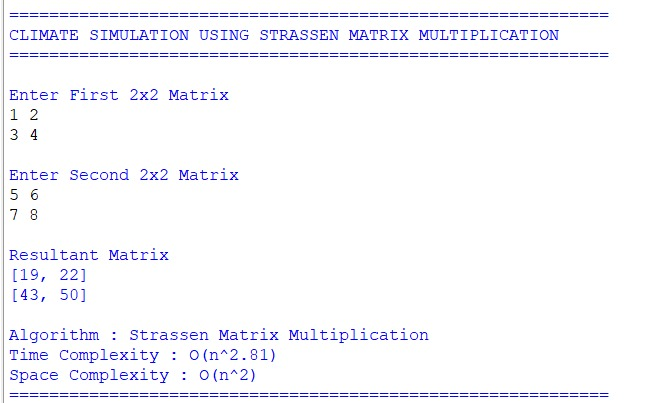 ============================================================
CLIMATE SIMULATION USING STRASSEN MATRIX MULTIPLICATION
============================================================
Enter First 2x2 Matrix
1 2
3 4
Enter Second 2x2 Matrix
5 6
7 8
Resultant Matrix
[19, 22]
[43, 50]
Algorithm : Strassen Matrix Multiplication
Time Complexity : O(n^2.81)
Space Complexity : O(n^2)
============================================================